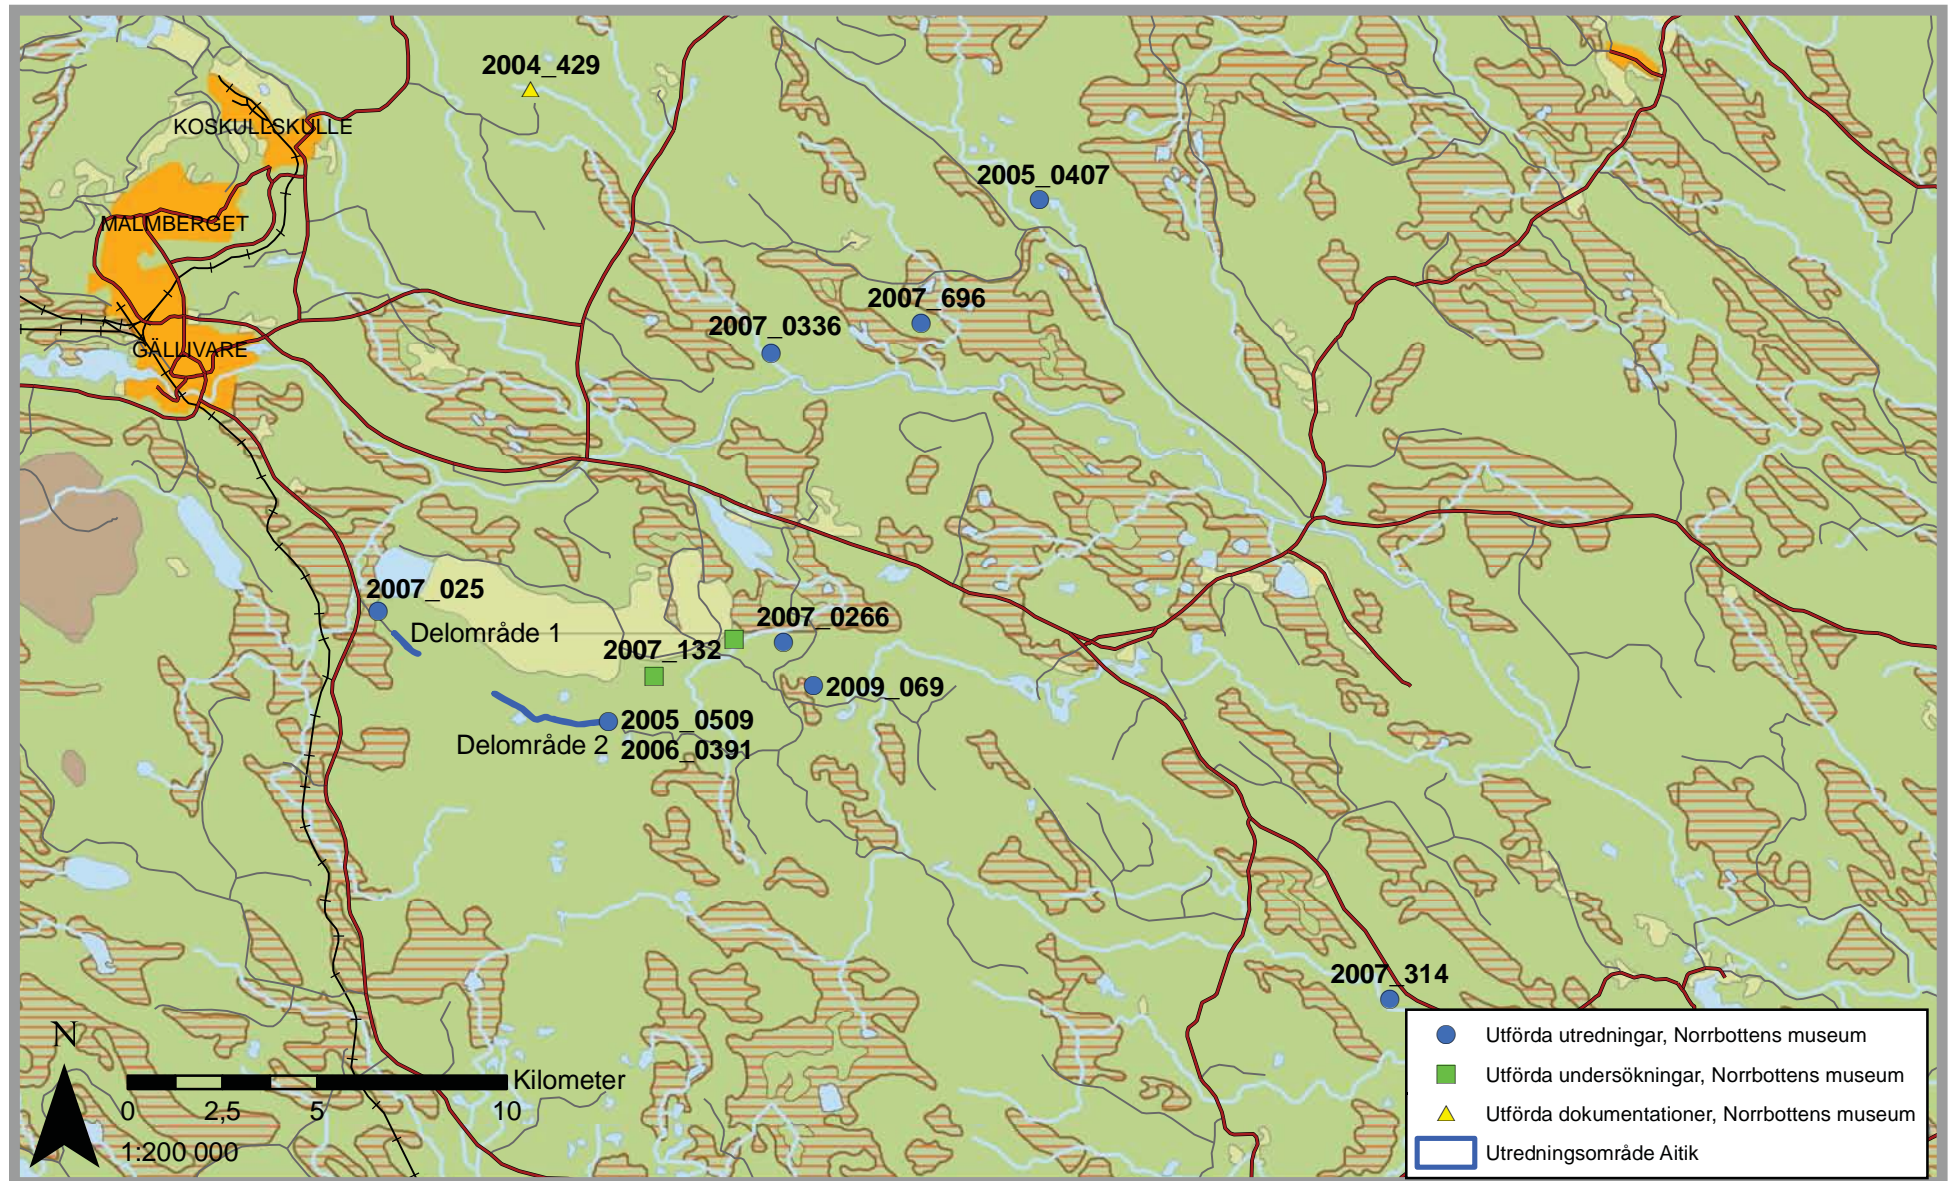 2004_429
KOSKULLSKULLE
2005_0407
MALMBERGET
2007_696
2007_0336
GÄLLIVARE
2007_025
Delområde 1
2007_0266
2007_132
2009_069
2005_0509
Delområde 2
2006_0391
2007_314
N
Kilometer
0 2,5 5 10
1:200 000
Utförda utredningar, Norrbottens museum
Utförda undersökningar, Norrbottens museum
Utförda dokumentationer, Norrbottens museum
Utredningsområde Aitik